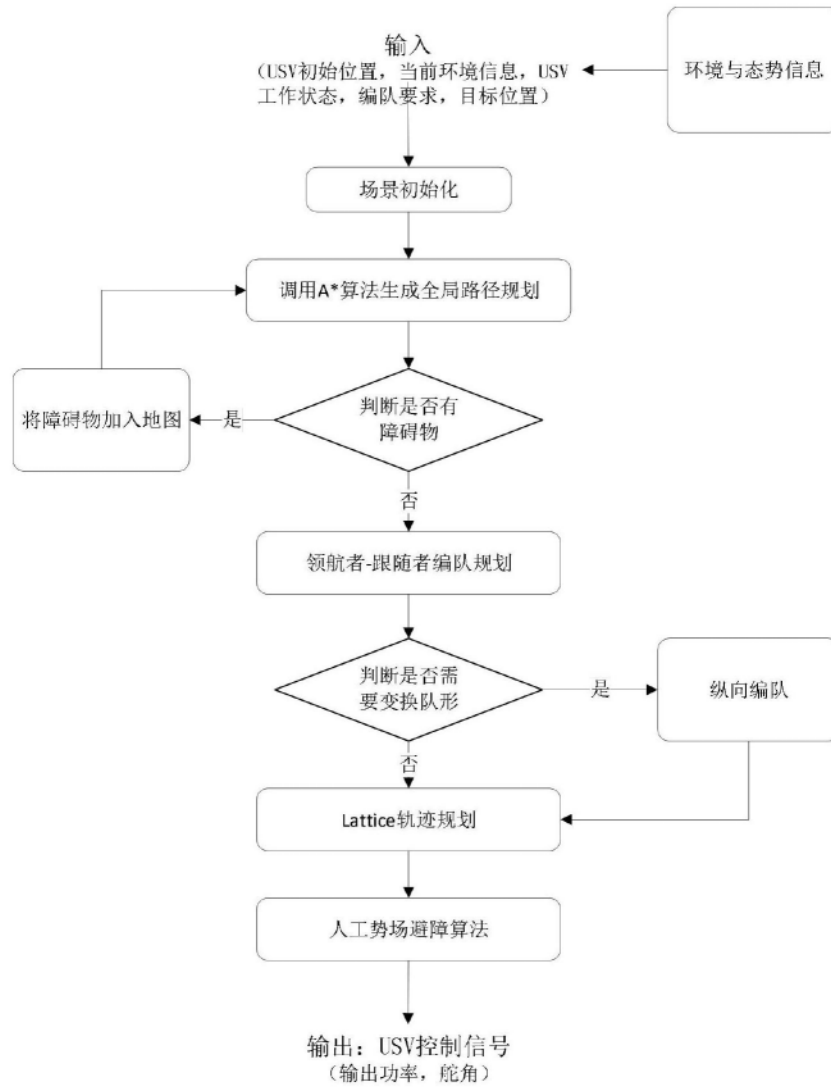 输入
(USV初始位置，当前环境信息，USV
工作状态，编队要求，目标位置)
环境与态势信息
场景初始化
调用A*算法生成全局路径规划
判断是否有
障碍物
是
将障碍物加入地图
否
领航者-跟随者编队规划
判断是否需
要变换队形
是
纵向编队
否
Lattice轨迹规划
人工势场避障算法
输出：USV控制信号
(输出功率，舵角)